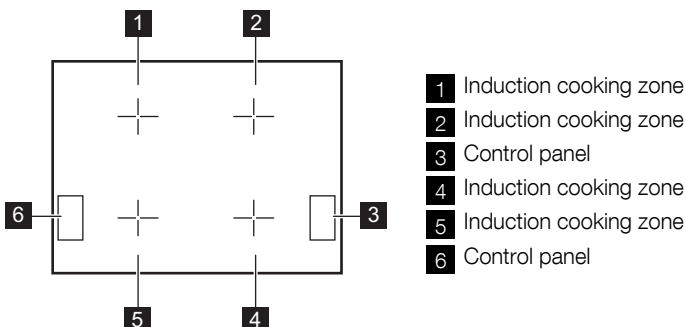 1 2
6 3
5 4
1 Induction cooking zone
2 Induction cooking zone
3 Control panel
4 Induction cooking zone
5 Induction cooking zone
6 Control panel